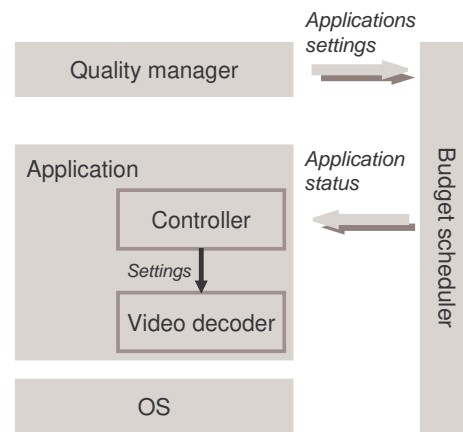 Applications
settings
Quality manager
Application
Application
status
Controller
Settings
Video decoder
Budget scheduler
OS